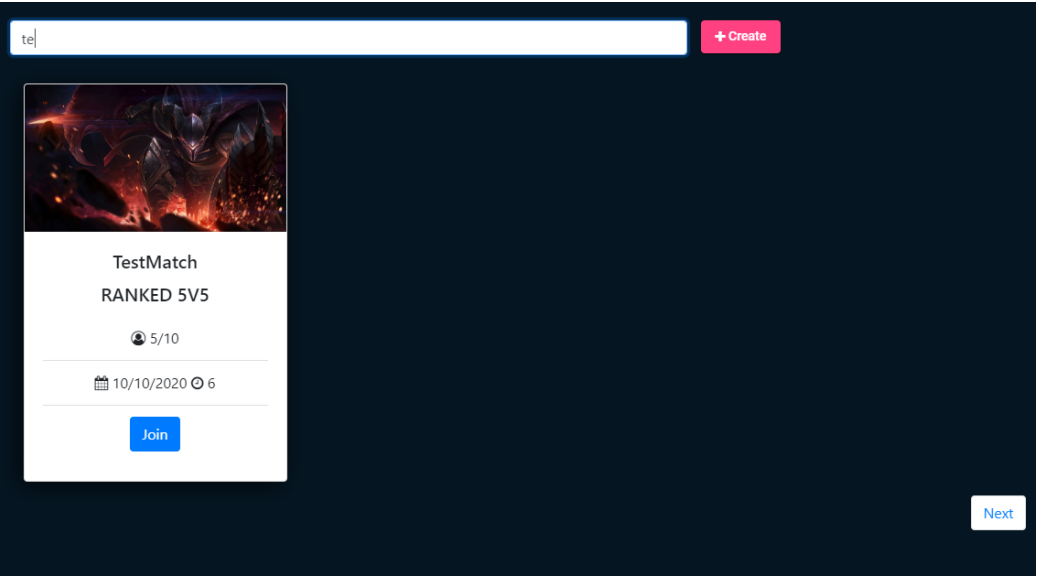 te
+ Create
TestMatch
RANKED 5V5
5/10
10/10/2020 6
Join
Next